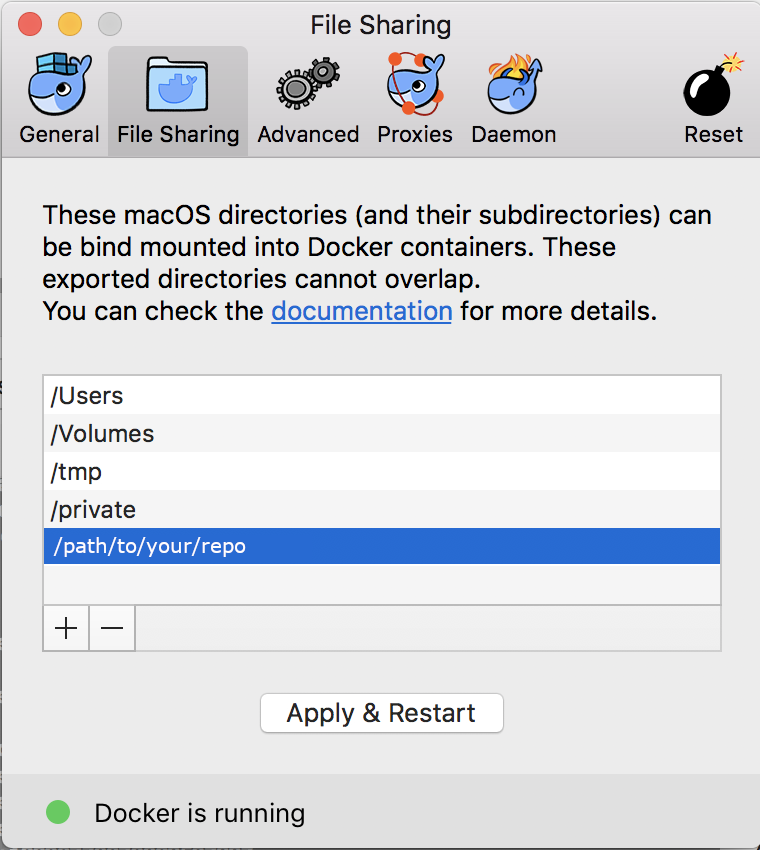 File Sharing
General
File Sharing
Advanced
Proxies
Daemon
Reset
These macOS directories (and their subdirectories) can
be bind mounted into Docker containers. These
exported directories cannot overlap.
You can check the documentation for more details.
/Users
/Volumes
/tmp
/private
/path/to/your/repo
Apply & Restart
Docker is running